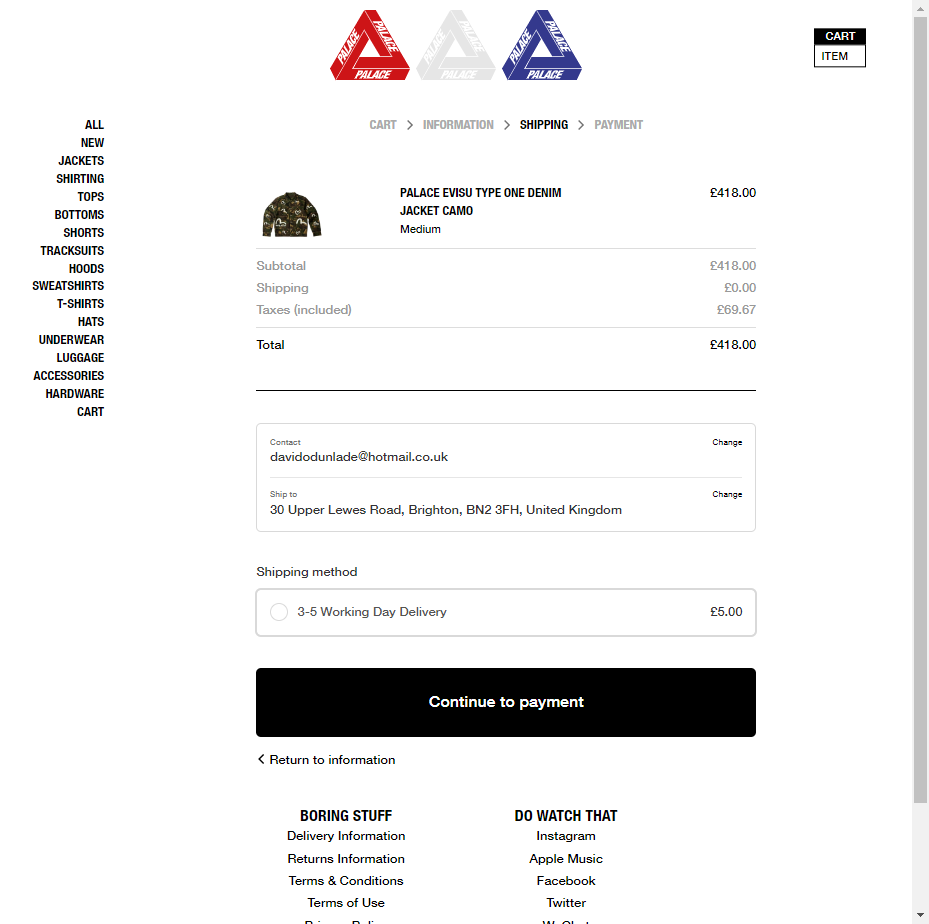 PALACE PALACE PALACE PALACE PALACE PALACE PALACE PALACE PALACE
CART
ITEM
CART > INFORMATION > SHIPPING > PAYMENT
ALL
NEW
JACKETS
SHIRTING
TOPS
BOTTOMS
SHORTS
TRACKSUITS
HOODS
SWEATSHIRTS
T-SHIRTS
HATS
UNDERWEAR
LUGGAGE
ACCESSORIES
HARDWARE
CART
PALACE EVISU TYPE ONE DENIM £418.00
JACKET CAMO
Medium
Subtotal £418.00
Shipping £0.00
Taxes (included) £69.67
Total £418.00
Contact Change
davidodunlade@hotmail.co.uk
Ship to Change
30 Upper Lewes Road, Brighton, BN2 3FH, United Kingdom
Shipping method
3-5 Working Day Delivery £5.00
Continue to payment
< Return to information
BORING STUFF
Delivery Information
Returns Information
Terms & Conditions
Terms of Use
DO WATCH THAT
Instagram
Apple Music
Facebook
Twitter